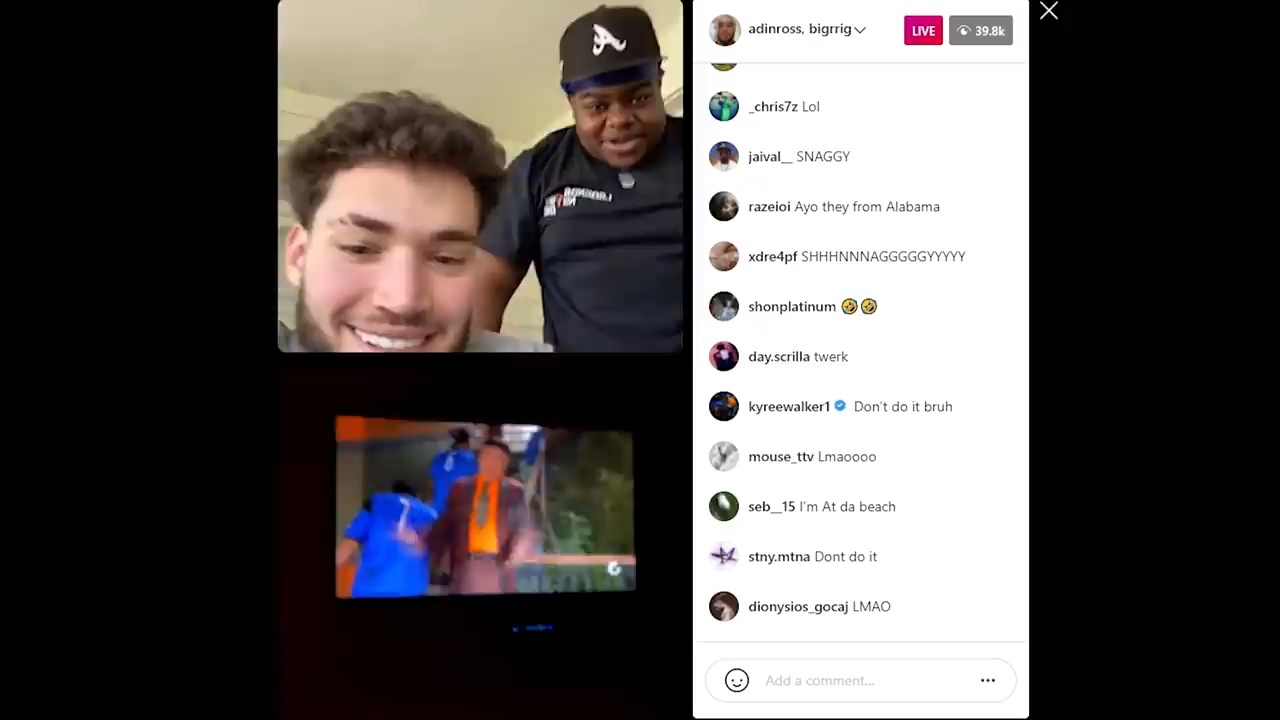 adinross, bigrrig
LIVE
39.8k
_chris7z Lol
jaival__ SNAGGY
razeioi Ayo they from Alabama
xdre4pf SHHHNNNAGGGGGYYYYY
shonplatinum 🤣🤣
day.scrilla twerk
kyreewalker1 Don't do it bruh
mouse_ttv Lmaoooo
seb__15 I'm At da beach
stny.mtna Dont do it
dionysios_gocaj LMAO
Add a comment...
A